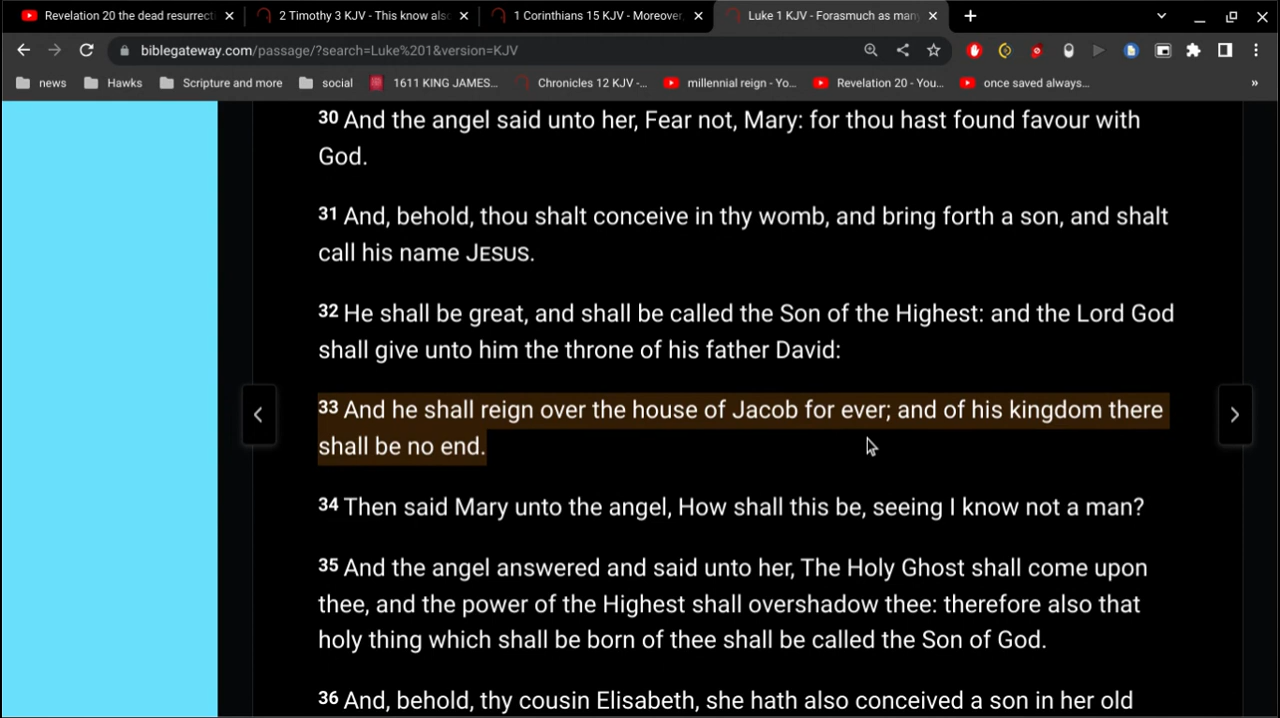 Revelation 20 the dead resurrecti
2 Timothy 3 KJV - This know also
1 Corinthians 15 KJV - Moreover,
Luke 1 KJV - Forasmuch as many
biblegateway.com/passage/?search=Luke%201&version=KJV
news
Hawks
Scripture and more
social
1611 KING JAMES...
Chronicles 12 KJV -...
millennial reign - Yo...
Revelation 20 - You...
once saved always...
»
30 And the angel said unto her, Fear not, Mary: for thou hast found favour with
God.
31 And, behold, thou shalt conceive in thy womb, and bring forth a son, and shalt
call his name JESUS.
32 He shall be great, and shall be called the Son of the Highest: and the Lord God
shall give unto him the throne of his father David:
33 And he shall reign over the house of Jacob for ever; and of his kingdom there
shall be no end.
34 Then said Mary unto the angel, How shall this be, seeing I know not a man?
35 And the angel answered and said unto her, The Holy Ghost shall come upon
thee, and the power of the Highest shall overshadow thee: therefore also that
holy thing which shall be born of thee shall be called the Son of God.
36 And, behold, thy cousin Elisabeth, she hath also conceived a son in her old